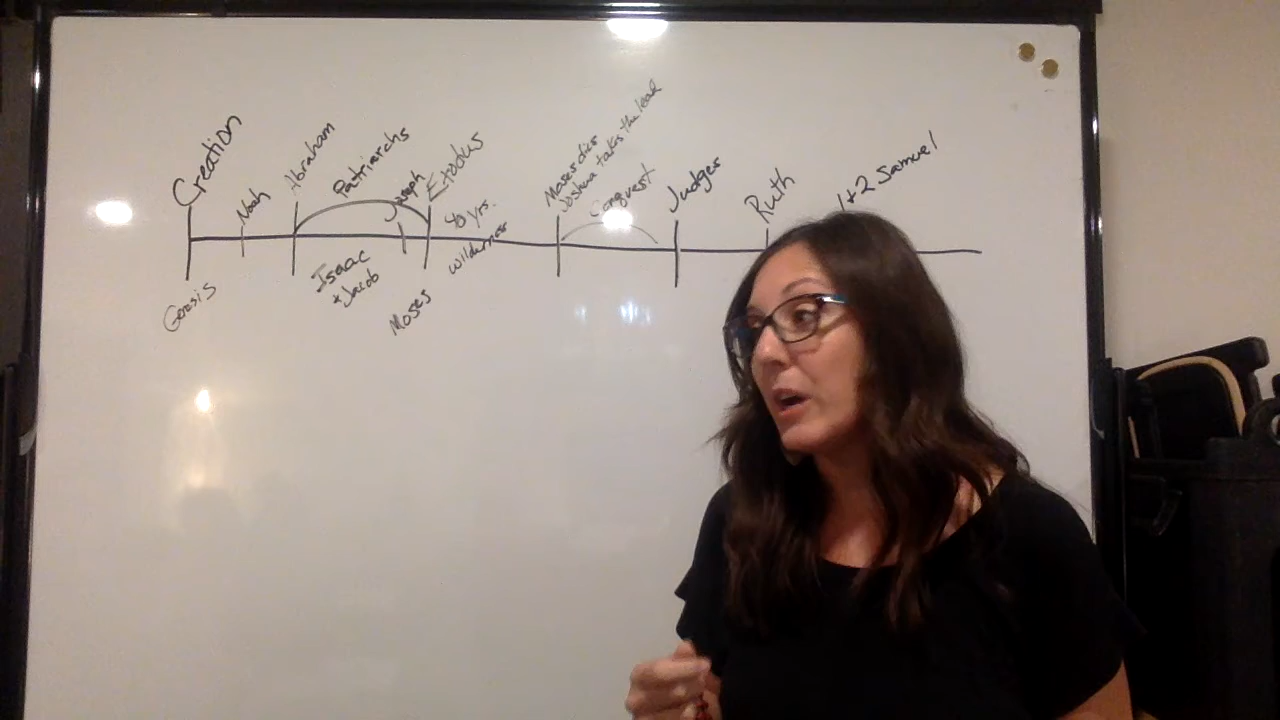 Creation
Noah
Abraham
Patriarchs
Joseph
Exodus
40 yrs.
wilderness
Moses dies
Joshua takes the lead
Conquest
Judges
Ruth
1+2 Samuel
Isaac
+ Jacob
Moses